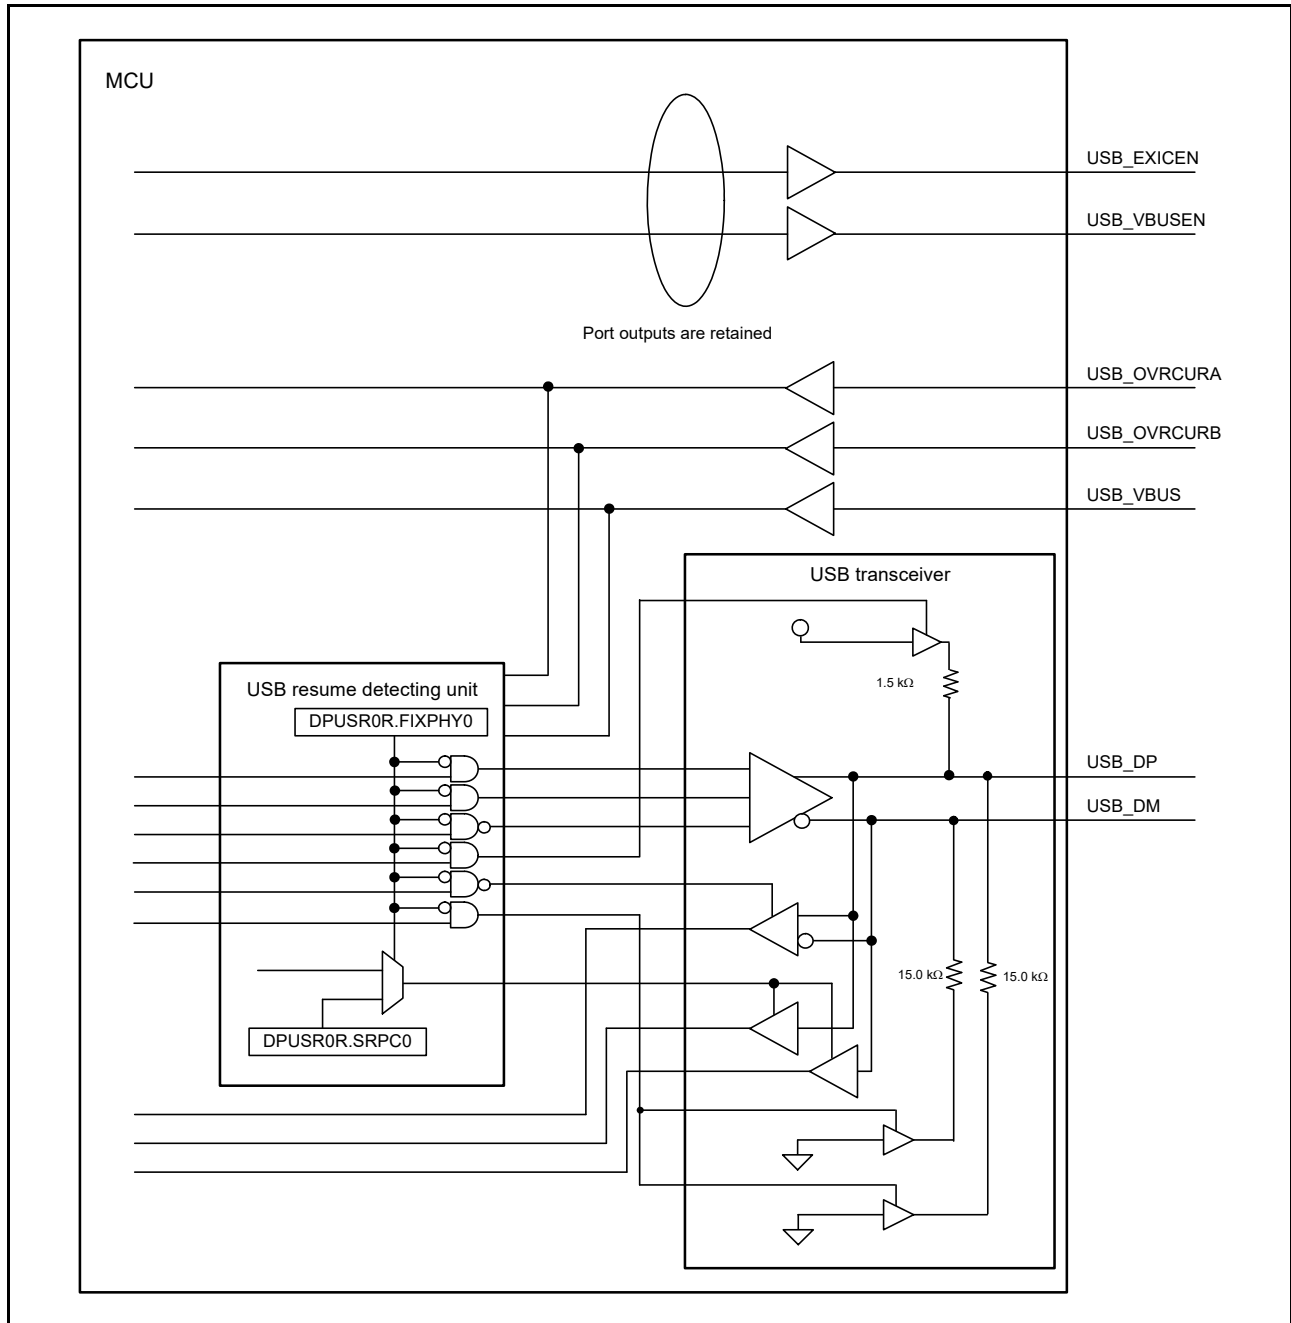 MCU
USB_EXICEN
USB_VBUSEN
Port outputs are retained
USB_OVRCURA
USB_OVRCURB
USB_VBUS
USB transceiver
1.5 kΩ
USB resume detecting unit
DPUSR0R.FIXPHY0
USB_DP
USB_DM
15.0 kΩ
15.0 kΩ
DPUSR0R.SRPC0